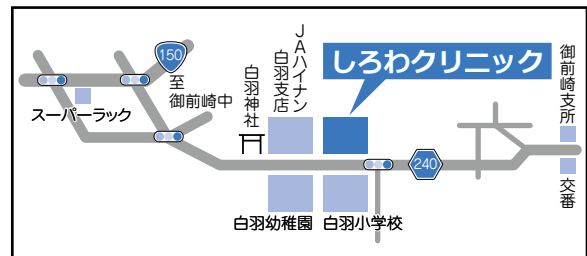 150
至
御前崎中
スーパーラック
白羽神社
JAハイナン
白羽支店
しろわクリニック
御前崎支所
240
交番
白羽幼稚園
白羽小学校